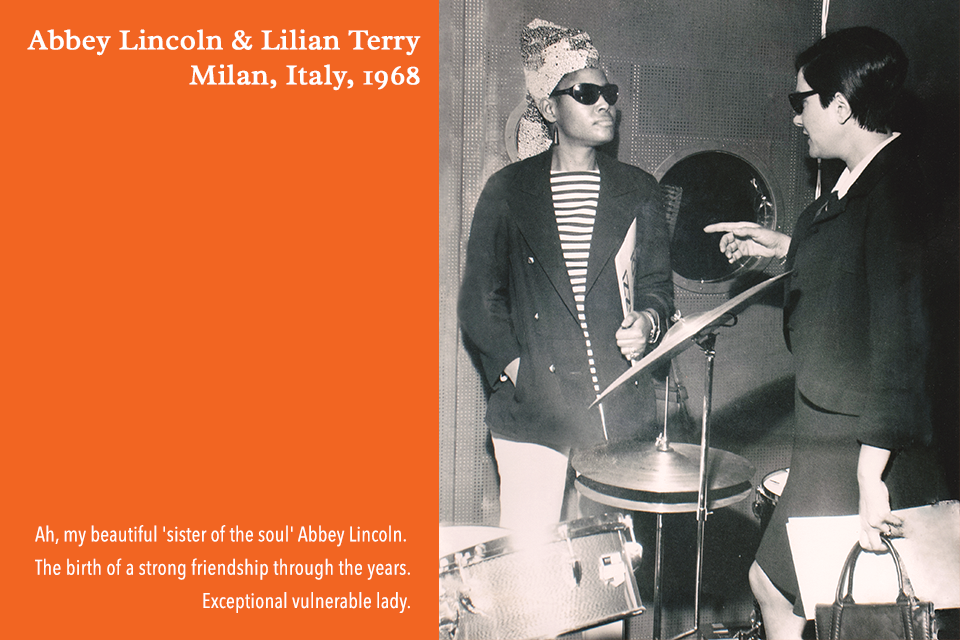 Abbey Lincoln & Lilian Terry
Milan, Italy, 1968
Ah, my beautiful 'sister of the soul' Abbey Lincoln.
The birth of a strong friendship through the years.
Exceptional vulnerable lady.